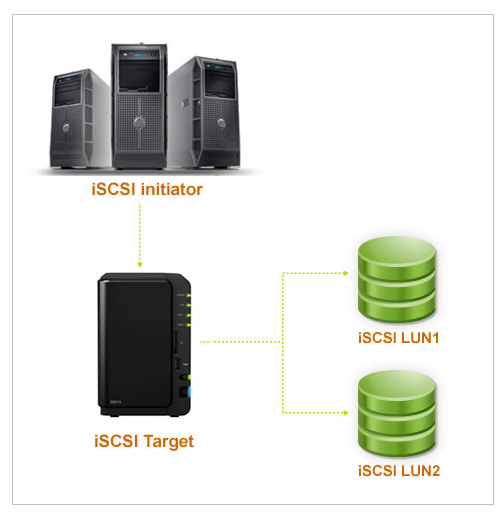 iSCSI initiator
iSCSI Target
iSCSI LUN1
iSCSI LUN2